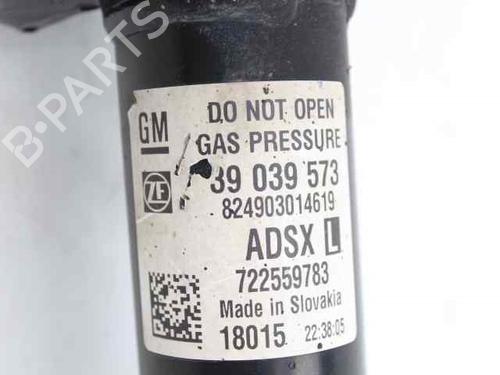 B-PARTS
GM
DO NOT OPEN
GAS PRESSURE
ZF
39 039 573
824903014619
ADSX L
722559783
Made in Slovakia
18015 22:38:05